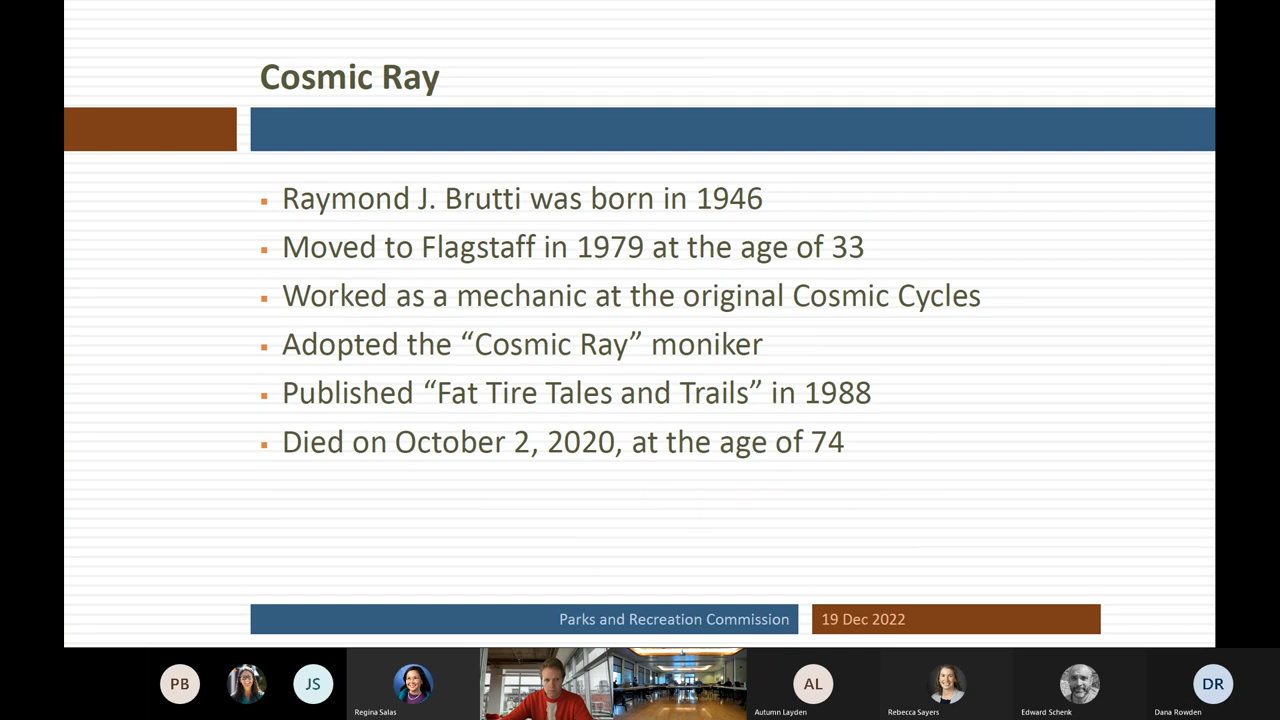 Cosmic Ray
Raymond J. Brutti was born in 1946
Moved to Flagstaff in 1979 at the age of 33
Worked as a mechanic at the original Cosmic Cycles
Adopted the “Cosmic Ray” moniker
Published “Fat Tire Tales and Trails” in 1988
Died on October 2, 2020, at the age of 74
Parks and Recreation Commission
19 Dec 2022
PB
JS
AL
DR
Regina Salas
Autumn Layden
Rebecca Sayers
Edward Schenk
Dana Rowden